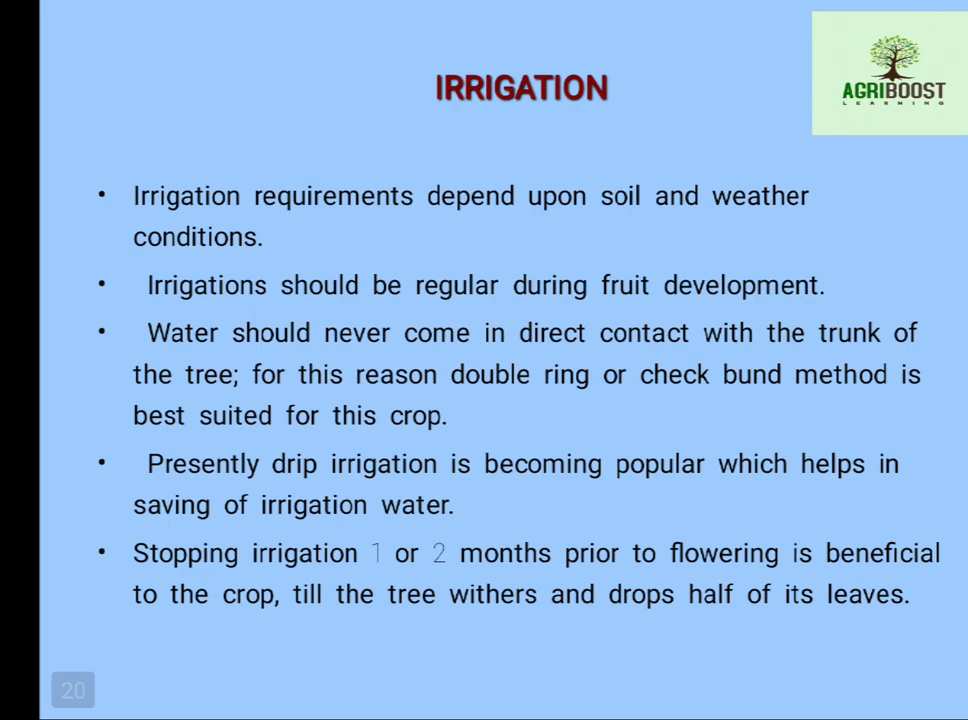 IRRIGATION
AGRIBOOST
LEARNING
• Irrigation requirements depend upon soil and weather
conditions.
• Irrigations should be regular during fruit development.
• Water should never come in direct contact with the trunk of
the tree; for this reason double ring or check bund method is
best suited for this crop.
• Presently drip irrigation is becoming popular which helps in
saving of irrigation water.
• Stopping irrigation 1 or 2 months prior to flowering is beneficial
to the crop, till the tree withers and drops half of its leaves.
20